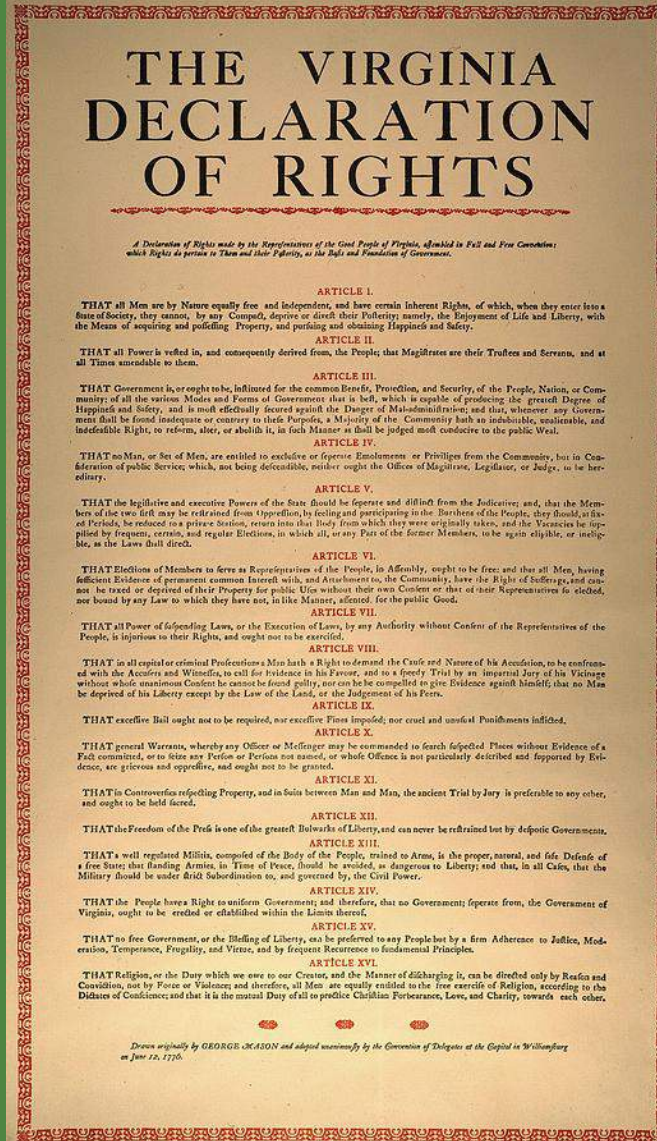 THE VIRGINIA
DECLARATION
OF RIGHTS
A Declaration of Rights made by the Repreſentatives of the Good People of Virginia, aſſembled in Full and Free Convention;
which Rights do pertain to Them and their Poſterity, as the Baſis and Foundation of Government.
ARTICLE I.
THAT all Men are by Nature equally free and independent, and have certain inherent Rights, of which, when they enter into a
State of Society, they cannot, by any Compact, deprive or diveſt their Poſterity; namely, the Enjoyment of Life and Liberty, with
the Means of acquiring and poſſeſſing Property, and purſuing and obtaining Happineſs and Safety.
ARTICLE II.
THAT all Power is veſted in, and conſequently derived from, the People; that Magiſtrates are their Truſtees and Servants, and at
all Times amendable to them.
ARTICLE III.
THAT Government is, or ought to be, inſtituted for the common Benefit, Protection, and Security, of the People, Nation, or Com-
munity; of all the various Modes and Forms of Government that is beſt, which is capable of producing the greateſt Degree of
Happineſs and Safety, and is moſt effectually ſecured againſt the Danger of Mal-adminiſtration; and that, whenever any Govern-
ment ſhall be found inadequate or contrary to theſe Purpoſes, a Majority of the Community hath an indubitable, unalienable, and
indefeaſible Right, to reform, alter, or aboliſh it, in ſuch Manner as ſhall be judged moſt conducive to the public Weal.
ARTICLE IV.
THAT no Man, or Set of Men, are entitled to excluſive or ſeperate Emoluments or Priviliges from the Community, but in Con-
ſideration of public Service; which, not being deſcendible, neither ought the Offices of Magiſtrate, Legiſlator, or Judge, to be her-
editary.
ARTICLE V.
THAT the legiſlative and executive Powers of the State ſhould be ſeperate and diſtinct from the Judicative; and, that the Mem-
bers of the two firſt may be reſtrained from Oppreſſion, by feeling and participating in the Burthens of the People, they ſhould, at fix-
ed Periods, be reduced to a private Station, return into that Body from which they were originally taken, and the Vacancies be ſup-
plied by frequent, certain, and regular Elections, in which all, or any Part of the former Members, to be again eligible, or ineligi-
ble, as the Laws ſhall direct.
ARTICLE VI.
THAT Elections of Members to ſerve as Repreſentatives of the People, in Aſſembly, ought to be free; and that all Men, having
ſufficient Evidence of permanent common Intereſt with, and Attachment to, the Community, have the Right of Sufferage, and can-
not be taxed or deprived of their Property for public Uſes without their own Conſent or that of their Repreſentatives ſo elected,
nor bound by any Law to which they have not, in like Manner, aſſented, for the public Good.
ARTICLE VII.
THAT all Power of ſuſpending Laws, or the Execution of Laws, by any Authority without Conſent of the Repreſentatives of the
People, is injurious to their Rights, and ought not to be exerciſed.
ARTICLE VIII.
THAT in all capital or criminal Proſecutions a Man hath a Right to demand the Cauſe and Nature of his Accuſation, to be confront-
ed with the Accuſers and Witneſſes, to call for Evidence in his Favour, and to a ſpeedy Trial by an impartial Jury of his Vicinage
without whoſe unanimous Conſent he cannot be found guilty, nor can he be compelled to give Evidence againſt himſelf; that no Man
be deprived of his Liberty except by the Law of the Land, or the Judgement of his Peers.
ARTICLE IX.
THAT exceſſive Bail ought not to be required, nor exceſſive Fines impoſed; nor cruel and unuſual Puniſhments inflicted.
ARTICLE X.
THAT general Warrants, whereby any Officer or Meſſenger may be commanded to ſearch ſuſpected Places without Evidence of a
Fact committed, or to ſeize any Perſon or Perſons not named, or whoſe Offence is not particularly deſcribed and ſupported by Evi-
dence, are grievous and oppreſſive, and ought not to be granted.
ARTICLE XI.
THAT in Controverſies reſpecting Property, and in Suits between Man and Man, the ancient Trial by Jury is preferable to any other,
and ought to be held ſacred.
ARTICLE XII.
THAT the Freedom of the Preſs is one of the greateſt Bulwarks of Liberty, and can never be reſtrained but by deſpotic Governments.
ARTICLE XIII.
THAT a well regulated Militia, compoſed of the Body of the People, trained to Arms, is the proper, natural, and ſafe Defenſe of
a free State; that ſtanding Armies, in Time of Peace, ſhould be avoided, as dangerous to Liberty; and that, in all Caſes, that the
Military ſhould be under ſtrict Subordination to, and governed by, the Civil Power.
ARTICLE XIV.
THAT the People have a Right to uniform Government; and therefore, that no Government; ſeperate from, the Government of
Virginia, ought to be erected or eſtabliſhed within the Limits thereof.
ARTICLE XV.
THAT no free Government, or the Bleſſing of Liberty, can be preſerved to any People but by a firm Adherence to Juſtice, Mod-
eration, Temperance, Frugality, and Virtue, and by frequent Recurrence to fundamental Principles.
ARTICLE XVI.
THAT Religion, or the Duty which we owe to our Creator, and the Manner of diſcharging it, can be directed only by Reaſon and
Conviction, not by Force or Violence; and therefore, all Men are equally entitled to the free exerciſe of Religion, according to the
Dictates of Conſcience; and that it is the mutual Duty of all to practice Chriſtian Forbearance, Love, and Charity, towards each other.
Drawn originally by GEORGE MASON and adopted unanimously by the Convention of Delegates at the Capitol in Williamsburg
on June 12, 1776.